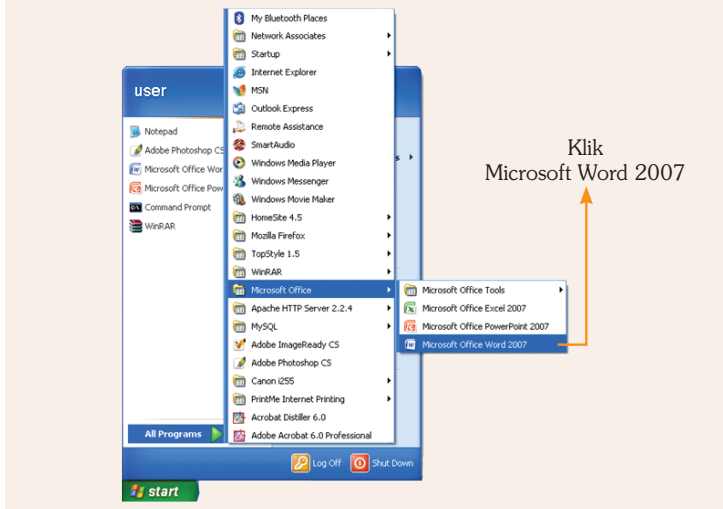 My Bluetooth Places
Network Associates
Startup
Internet Explorer
MSN
Outlook Express
Remote Assistance
SmartAudio
Windows Media Player
Windows Messenger
Windows Movie Maker
HomeSite 4.5
Mozilla Firefox
TopStyle 1.5
WinRAR
Microsoft Office
Apache HTTP Server 2.2.4
MySQL
Adobe ImageReady CS
Adobe Photoshop CS
Canon i255
PrintMe Internet Printing
Acrobat Distiller 6.0
Adobe Acrobat 6.0 Professional
user
Notepad
Adobe Photoshop CS
Microsoft Office Wor
Microsoft Office Pow
Command Prompt
WinRAR
s
All Programs
Log Off
Shut Down
start
Microsoft Office Tools
Microsoft Office Excel 2007
Microsoft Office PowerPoint 2007
Microsoft Office Word 2007
Klik
Microsoft Word 2007